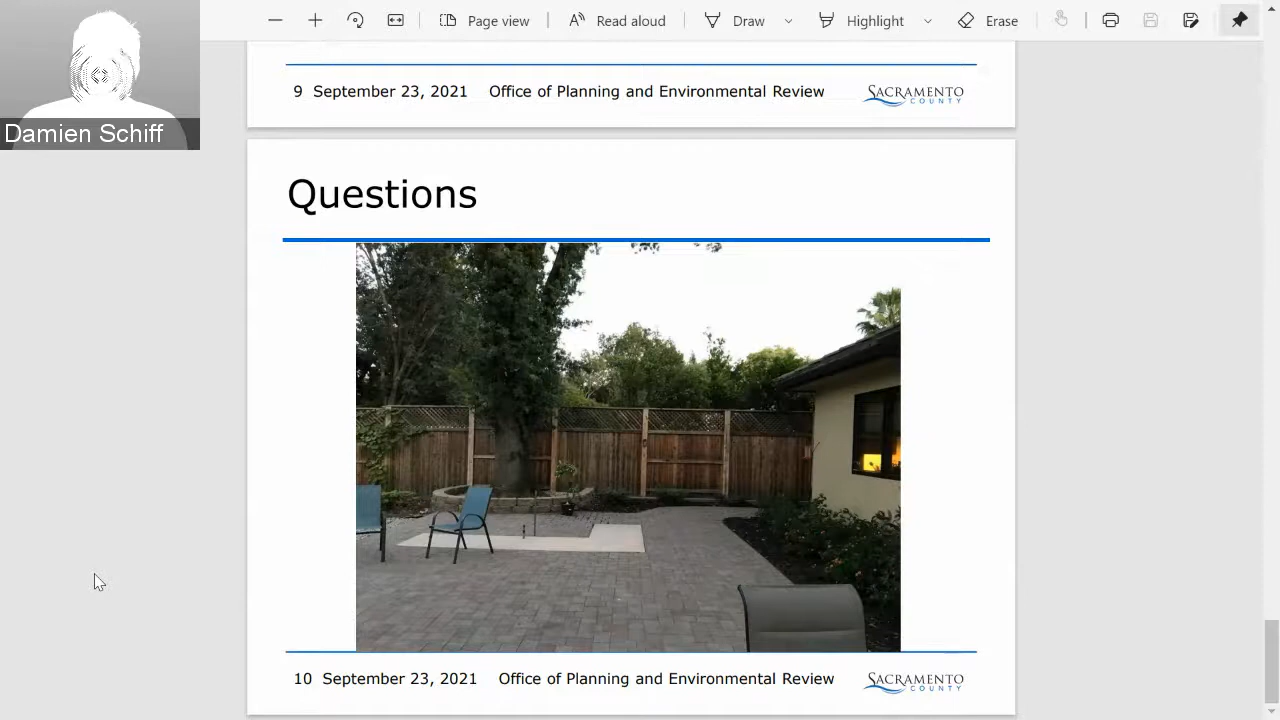 Page view
Read aloud
Draw
Highlight
Erase
Damien Schiff
9 September 23, 2021 Office of Planning and Environmental Review
SACRAMENTO
COUNTY
Questions
10 September 23, 2021 Office of Planning and Environmental Review
SACRAMENTO
COUNTY